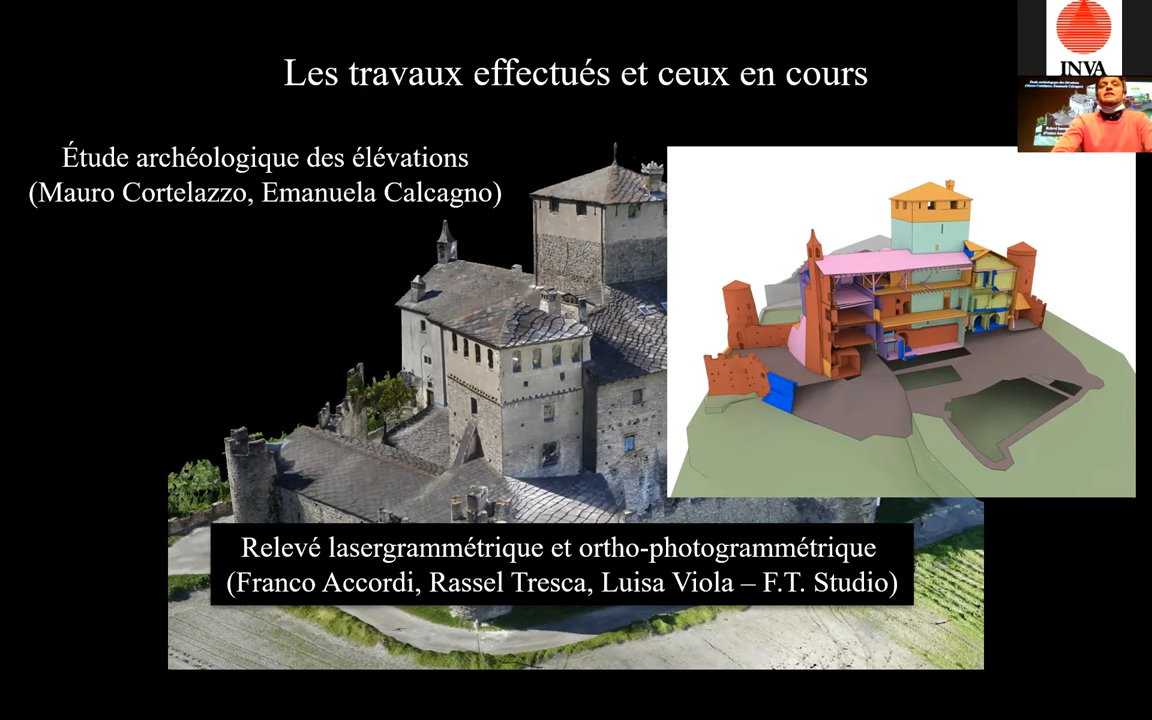 Les travaux effectués et ceux en cours
INVA
Étude archéologique des élévations
(Mauro Cortelazzo, Emanuela Calcagno)
Relevé lasergrammétrique et ortho-photogrammétrique
(Franco Accordi, Rassel Tresca, Luisa Viola – F.T. Studio)